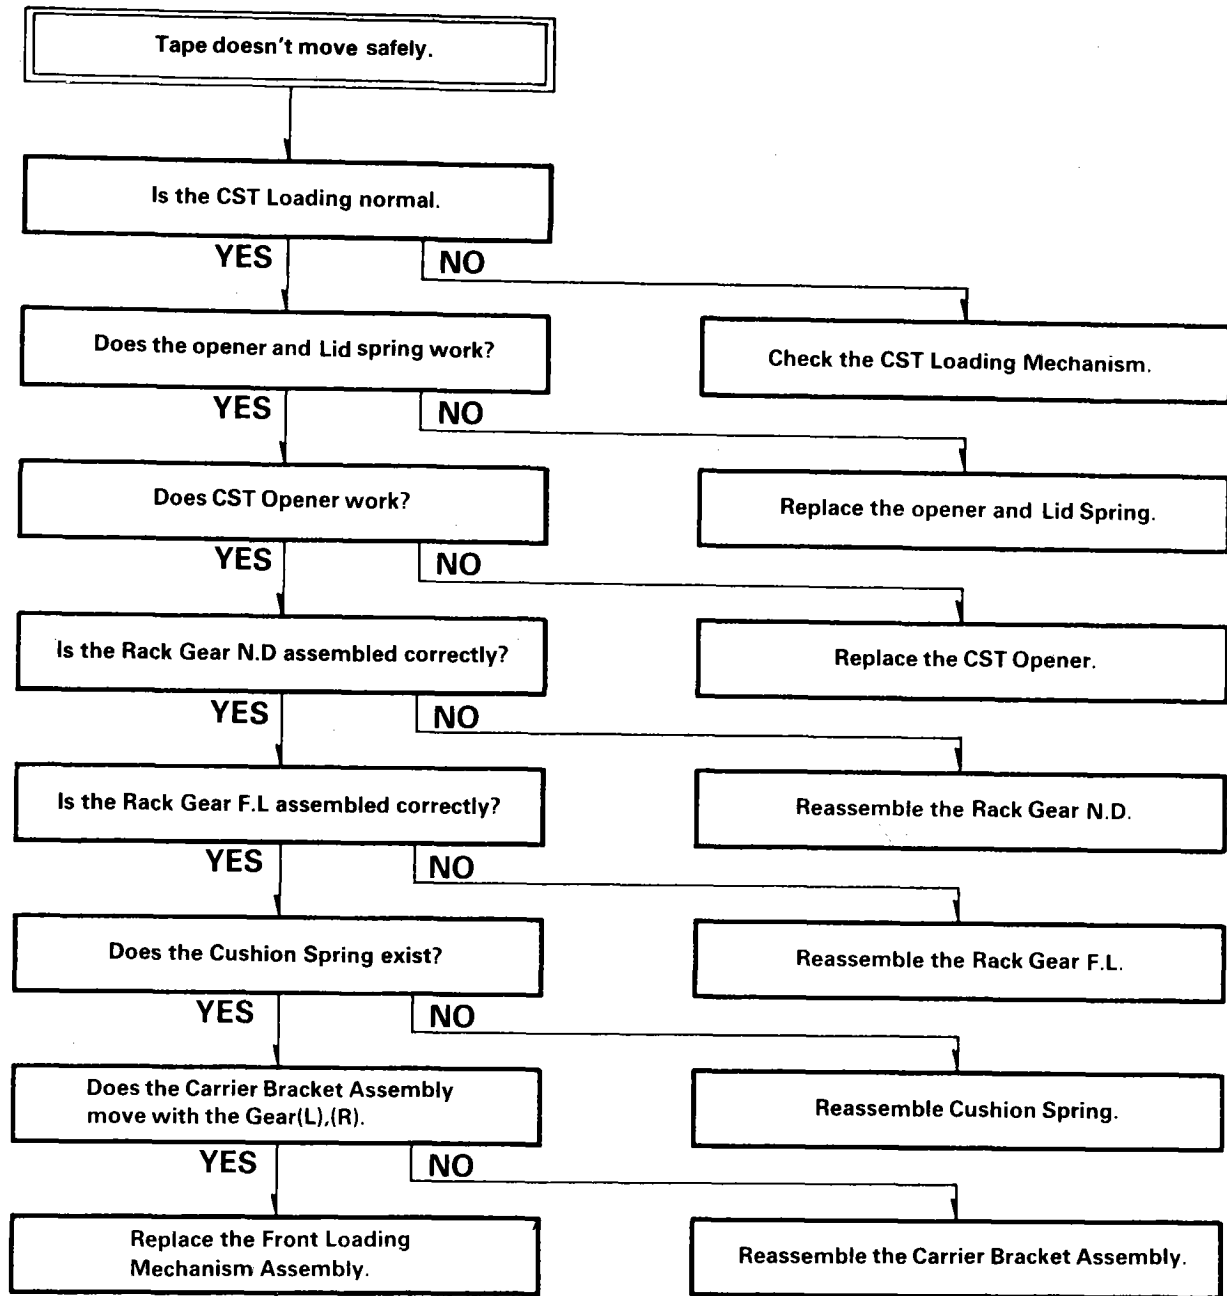 Tape doesn't move safely.
Is the CST Loading normal.
YES
NO
Does the opener and Lid spring work?
Check the CST Loading Mechanism.
YES
NO
Does CST Opener work?
Replace the opener and Lid Spring.
YES
NO
Is the Rack Gear N.D assembled correctly?
Replace the CST Opener.
YES
NO
Is the Rack Gear F.L assembled correctly?
Reassemble the Rack Gear N.D.
YES
NO
Does the Cushion Spring exist?
Reassemble the Rack Gear F.L.
YES
NO
Does the Carrier Bracket Assembly
move with the Gear(L),(R).
Reassemble Cushion Spring.
YES
NO
Replace the Front Loading
Mechanism Assembly.
Reassemble the Carrier Bracket Assembly.